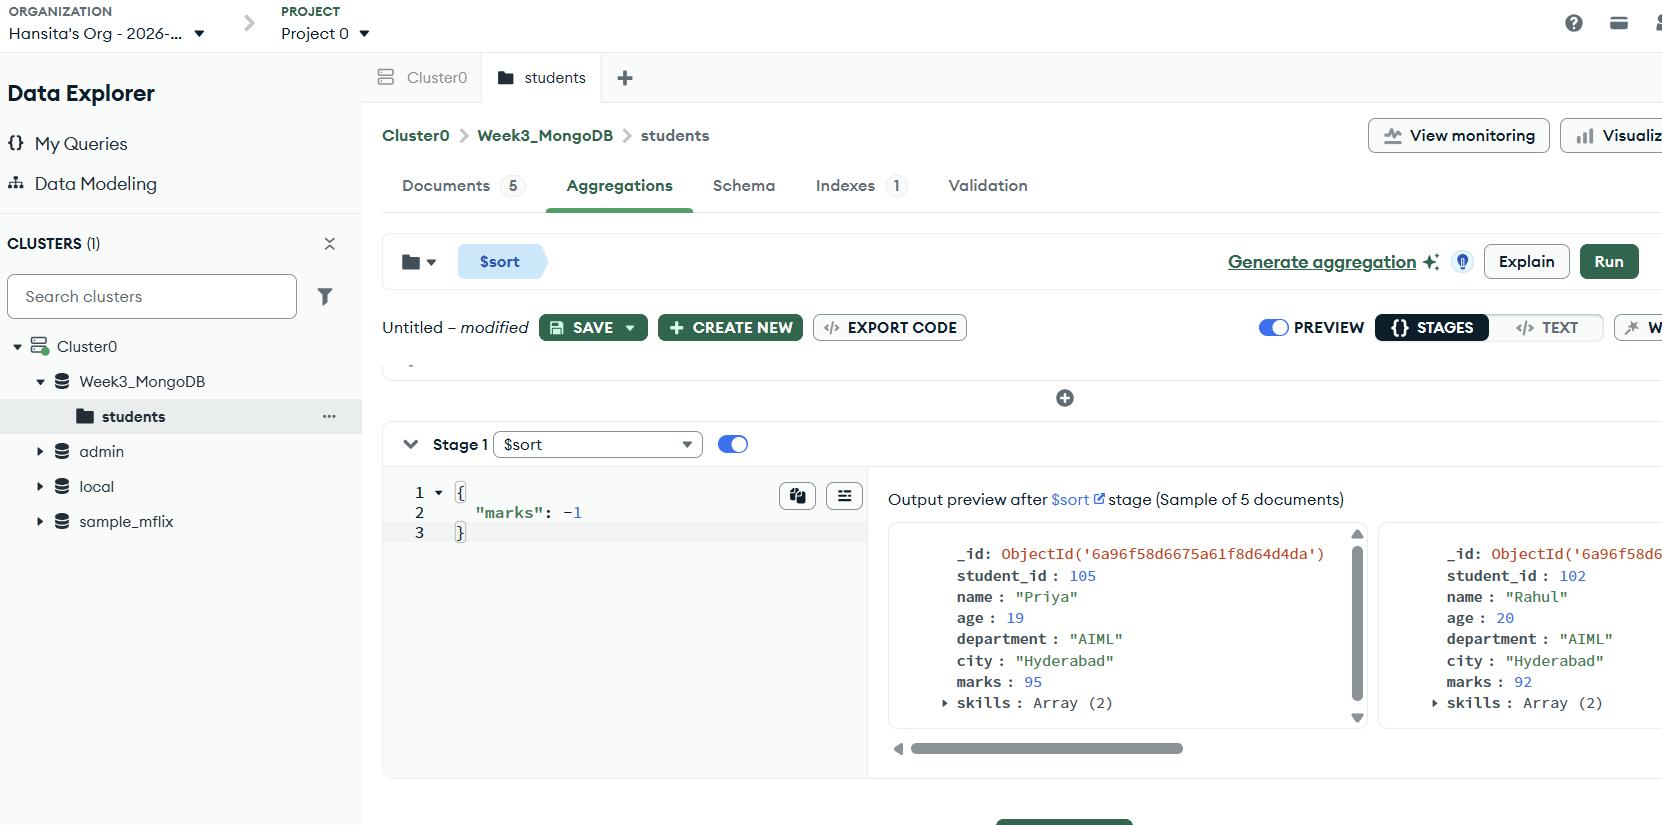 ORGANIZATION
Hansita's Org - 2026-...
PROJECT
Project 0
Data Explorer
My Queries
Data Modeling
CLUSTERS (1)
Search clusters
Cluster0
Week3_MongoDB
students
admin
local
sample_mflix
Cluster0
students
Cluster0 > Week3_MongoDB > students
View monitoring
Visualiz
Documents 5
Aggregations
Schema
Indexes 1
Validation
$sort
Generate aggregation
Explain
Run
Untitled – modified
SAVE
CREATE NEW
</> EXPORT CODE
PREVIEW
{} STAGES
</> TEXT
W
Stage 1 $sort
1 {
2 "marks": -1
3 }
Output preview after $sort stage (Sample of 5 documents)
_id: ObjectId('6a96f58d6675a61f8d64d4da')
student_id : 105
name : "Priya"
age : 19
department : "AIML"
city : "Hyderabad"
marks : 95
skills : Array (2)
_id: ObjectId('6a96f58d6
student_id : 102
name : "Rahul"
age : 20
department : "AIML"
city : "Hyderabad"
marks : 92
skills : Array (2)